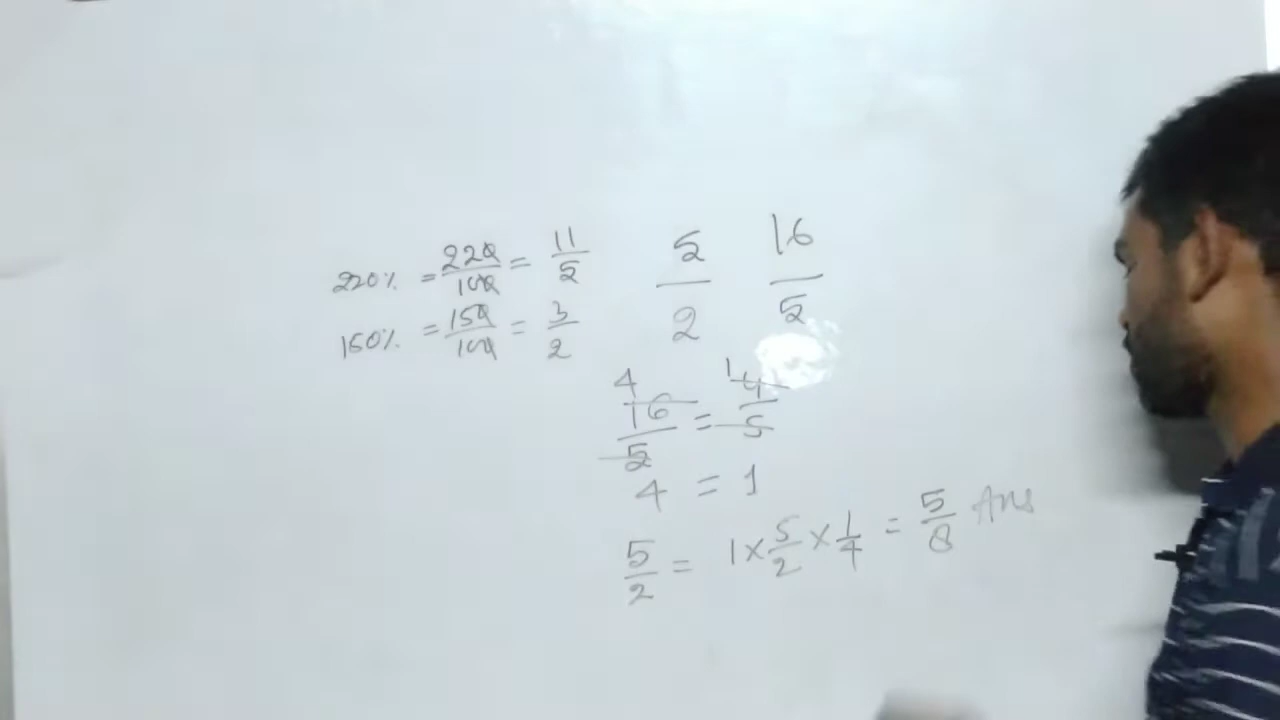 220% = 220/100 = 11/5
150% = 150/100 = 3/2
5/2 16/5
4 1
16/5 = 4/5
4 = 1
5/2 = 1 × 5/2 × 1/4 = 5/8 Ans